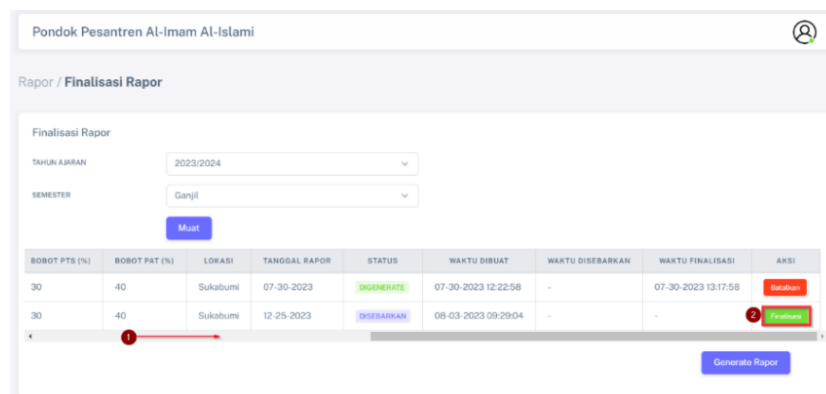 Pondok Pesantren Al-Imam Al-Islami
Rapor / Finalisasi Rapor
Finalisasi Rapor
TAHUN AJARAN 2023/2024
SEMESTER Ganjil
Muat
BOBOT PTS (%) BOBOT PAT (%) LOKASI TANGGAL RAPOR STATUS WAKTU DIBUAT WAKTU DISEBARKAN WAKTU FINALISASI AKSI
30 40 Sukabumi 07-30-2023 DIGENERATE 07-30-2023 12:22:58 - 07-30-2023 13:17:58 Batalkan
30 40 Sukabumi 12-25-2023 DISEBARKAN 08-03-2023 09:29:04 - - 2 Finalisasi
1
Generate Rapor